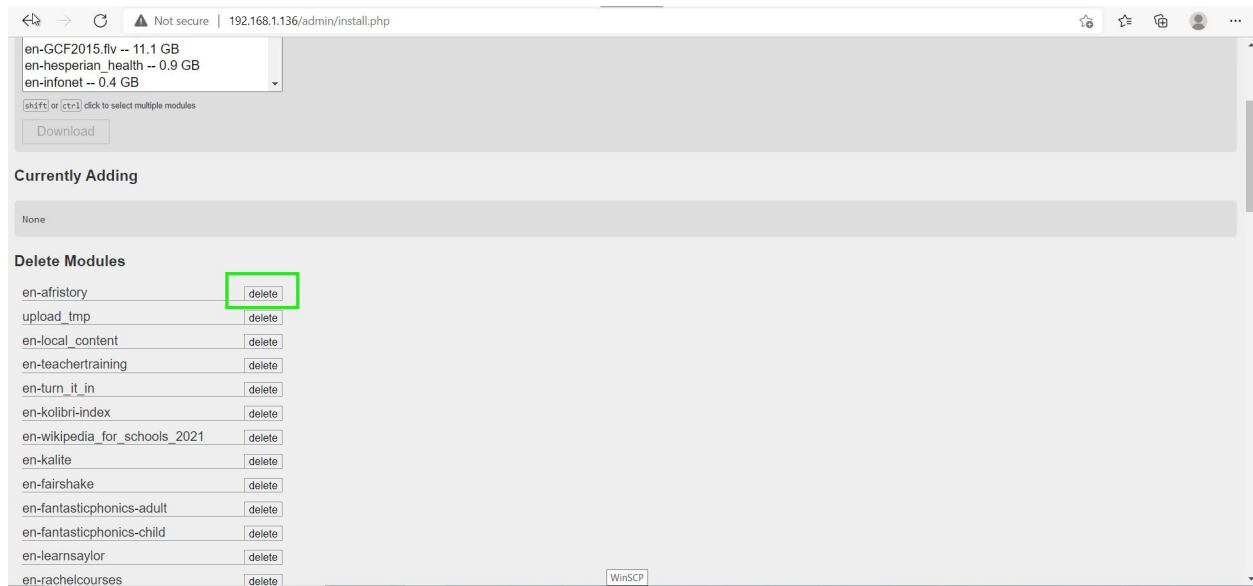 Not secure | 192.168.1.136/admin/install.php
en-GCF2015.flv -- 11.1 GB
en-hesperian_health -- 0.9 GB
en-infonet -- 0.4 GB
shift or ctrl click to select multiple modules
Download
Currently Adding
None
Delete Modules
en-afristory delete
upload_tmp delete
en-local_content delete
en-teachertraining delete
en-turn_it_in delete
en-kolibri-index delete
en-wikipedia_for_schools_2021 delete
en-kalite delete
en-fairshake delete
en-fantasticphonics-adult delete
en-fantasticphonics-child delete
en-learnsaylor delete
en-rachelcourses delete
WinSCP